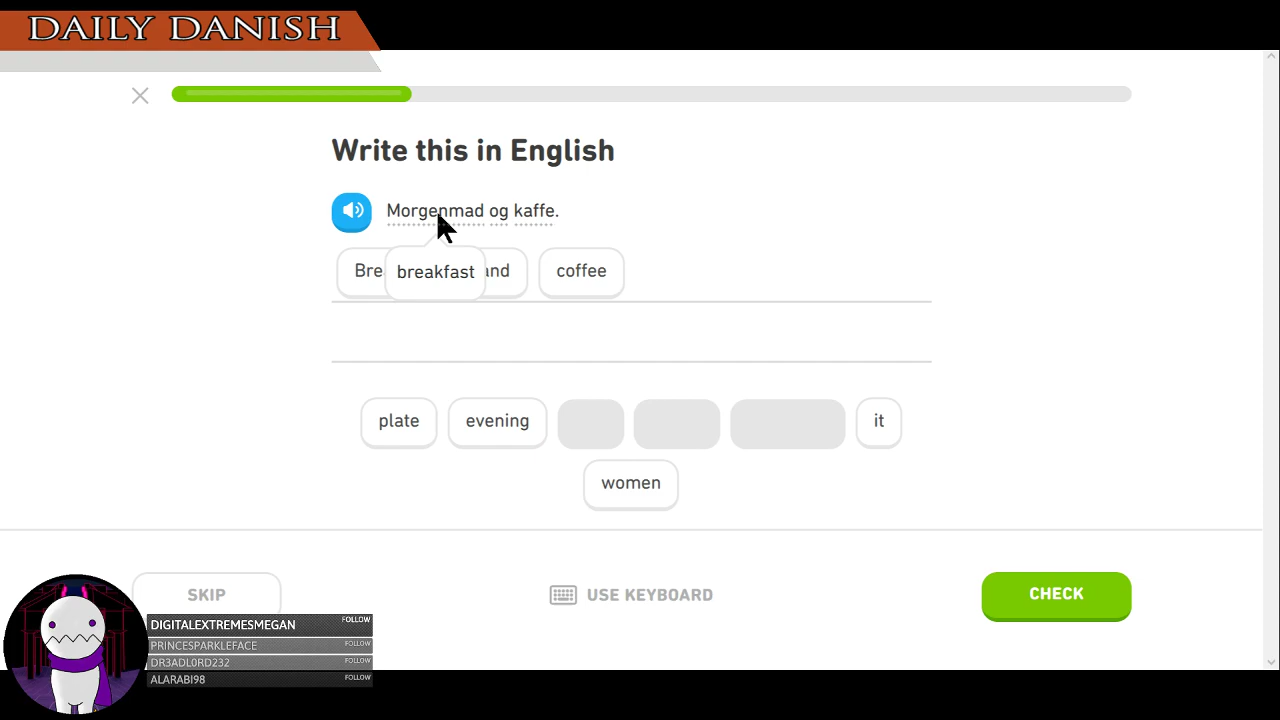 DAILY DANISH
Write this in English
Morgenmad og kaffe.
Bre and coffee
breakfast
plate evening it
women
SKIP USE KEYBOARD CHECK
DIGITALEXTREMESMEGAN FOLLOW
PRINCESPARKLEFACE FOLLOW
DR3ADL0RD232 FOLLOW
ALARABI98 FOLLOW